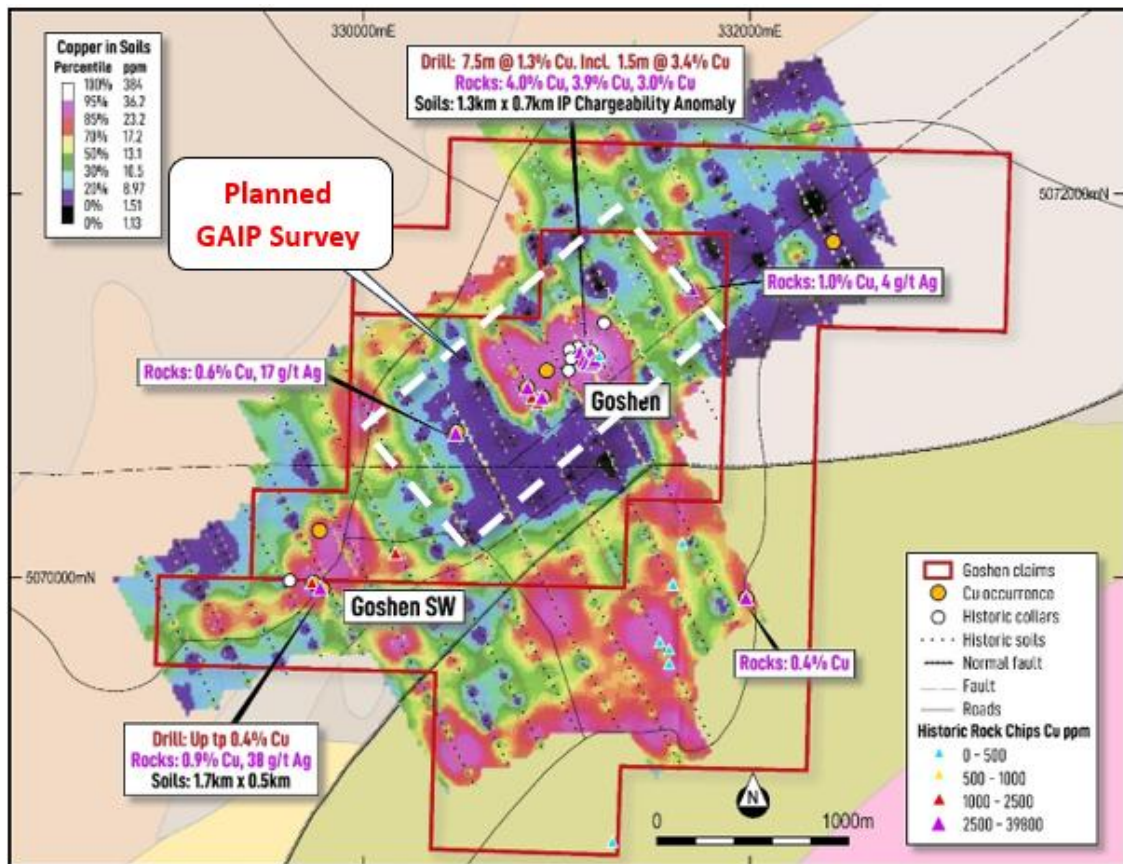 330000mE
332000mE
Copper in Soils
Percentile ppm
100% 384
95% 36.2
85% 23.2
70% 17.2
50% 13.1
30% 10.5
20% 8.97
0% 1.51
0% 1.13
Drill: 7.5m @ 1.3% Cu. Incl. 1.5m @ 3.4% Cu
Rocks: 4.0% Cu, 3.9% Cu, 3.0% Cu
Soils: 1.3km x 0.7km IP Chargeability Anomaly
Planned
GAIP Survey
5072000mN
Rocks: 1.0% Cu, 4 g/t Ag
Rocks: 0.6% Cu, 17 g/t Ag
Goshen
5070000mN
Goshen SW
Rocks: 0.4% Cu
Drill: Up tp 0.4% Cu
Rocks: 0.9% Cu, 38 g/t Ag
Soils: 1.7km x 0.5km
N
0 1000m
Goshen claims
Cu occurrence
Historic collars
Historic soils
Normal fault
Fault
Roads
Historic Rock Chips Cu ppm
0 - 500
500 - 1000
1000 - 2500
2500 - 39800